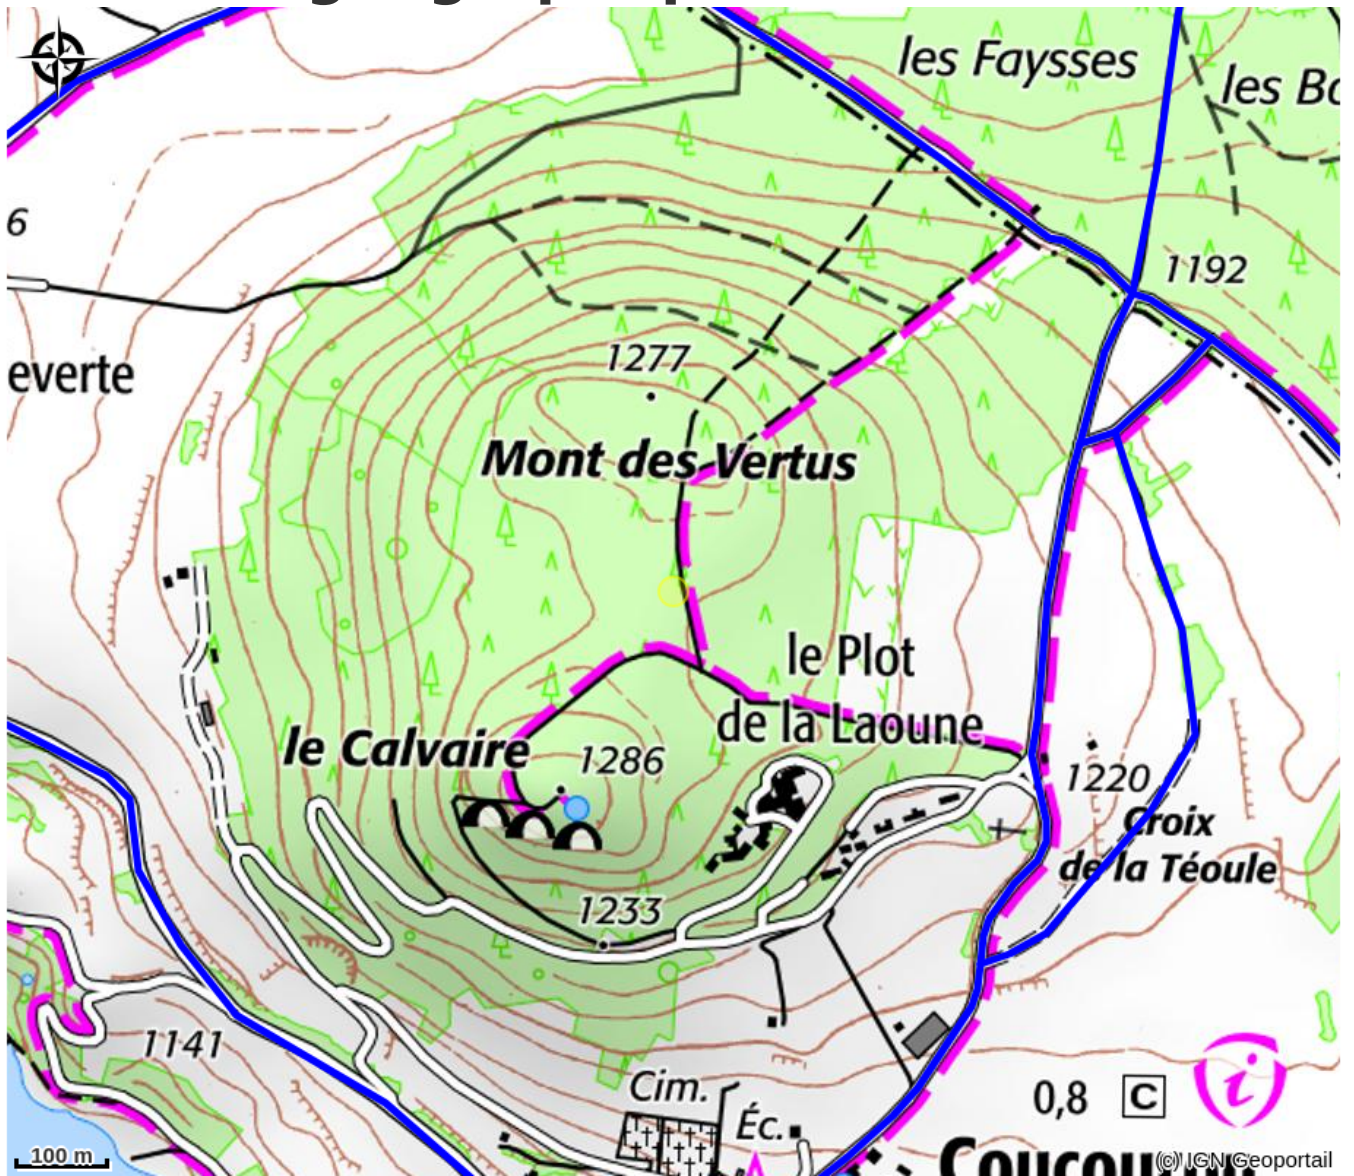 les Faysses
les Bo
6
1192
everte
1277
Mont des Vertus
le Plot
de la Laoune
le Calvaire
1286
1220
Croix
de la Téoule
1233
1141
Cim.
Éc.
0,8 C
i
100 m
© IGN Geoportail